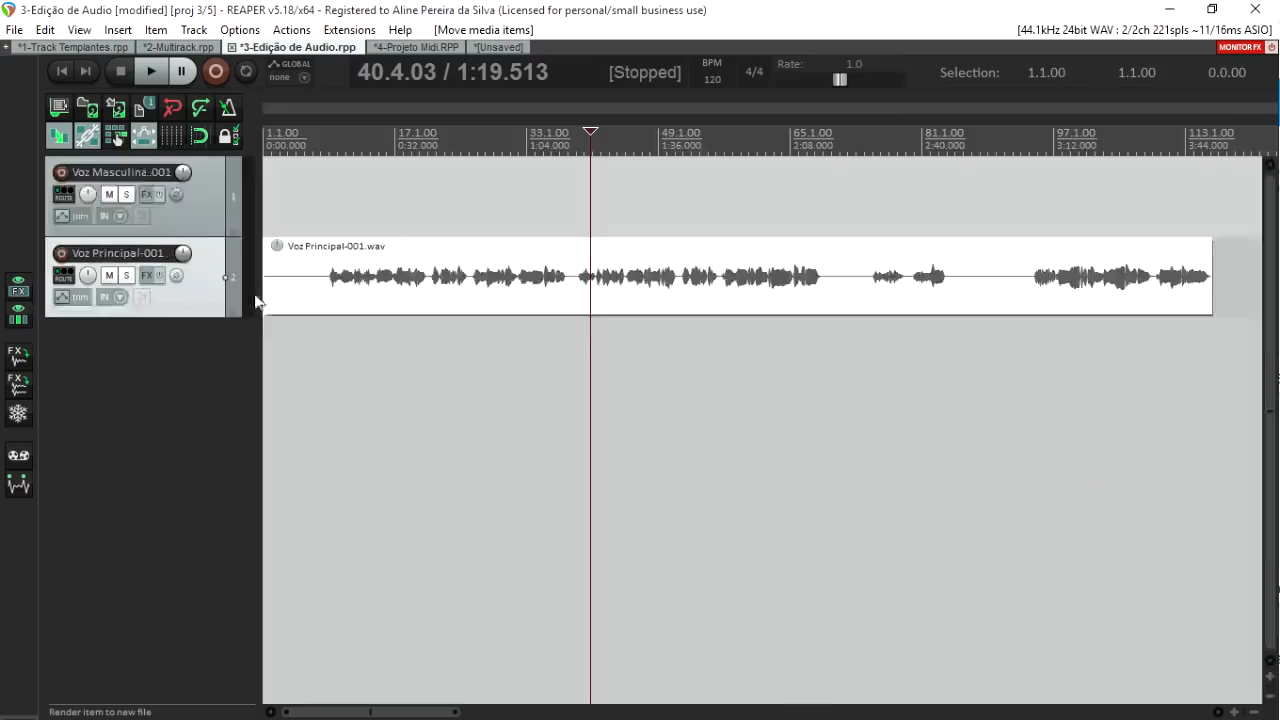 3-Edição de Audio [modified] [proj 3/5] - REAPER v5.18/x64 - Registered to Aline Pereira da Silva (Licensed for personal/small business use)
File Edit View Insert Item Track Options Actions Extensions Help [Move media items] [44.1kHz 24bit WAV : 2/2ch 221spls ~11/16ms ASIO]
*1-Track Templantes.rpp *2-Multirack.rpp *3-Edição de Audio.rpp *4-Projeto Midi.RPP *[Unsaved] MONITOR FX
GLOBAL
none
40.4.03 / 1:19.513 [Stopped] BPM
120
4/4 Rate: 1.0 Selection: 1.1.00 1.1.00 0.0.00
1.1.00 17.1.00 33.1.00 49.1.00 65.1.00 81.1.00 97.1.00 113.1.00
0:00.000 0:32.000 1:04.000 1:36.000 2:08.000 2:40.000 3:12.000 3:44.000
Voz Masculina..001
ROUTE M S FX 1
trim IN
Voz Principal-001 Voz Principal-001.wav
ROUTE M S FX 2
trim IN
FX
FX
FX
Render item to new file